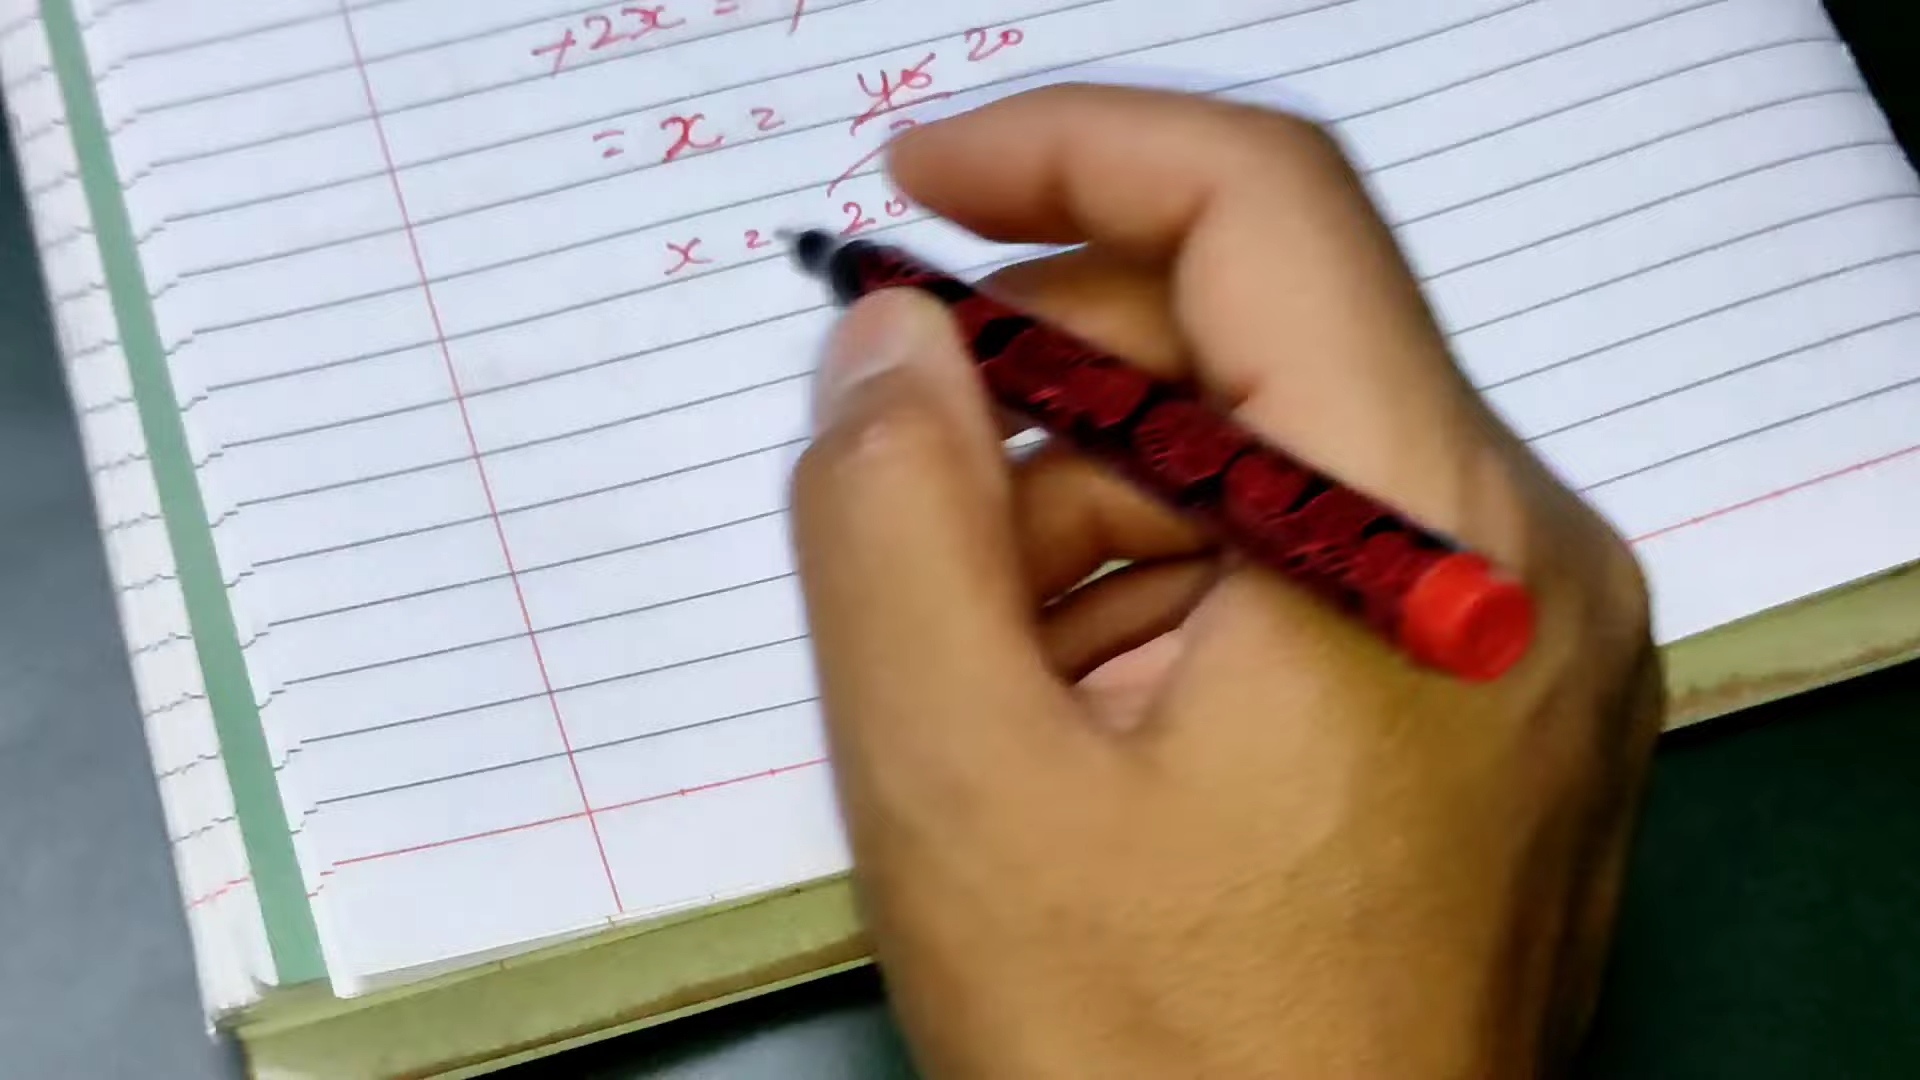 +2x =
= x = 40 20
x = 20